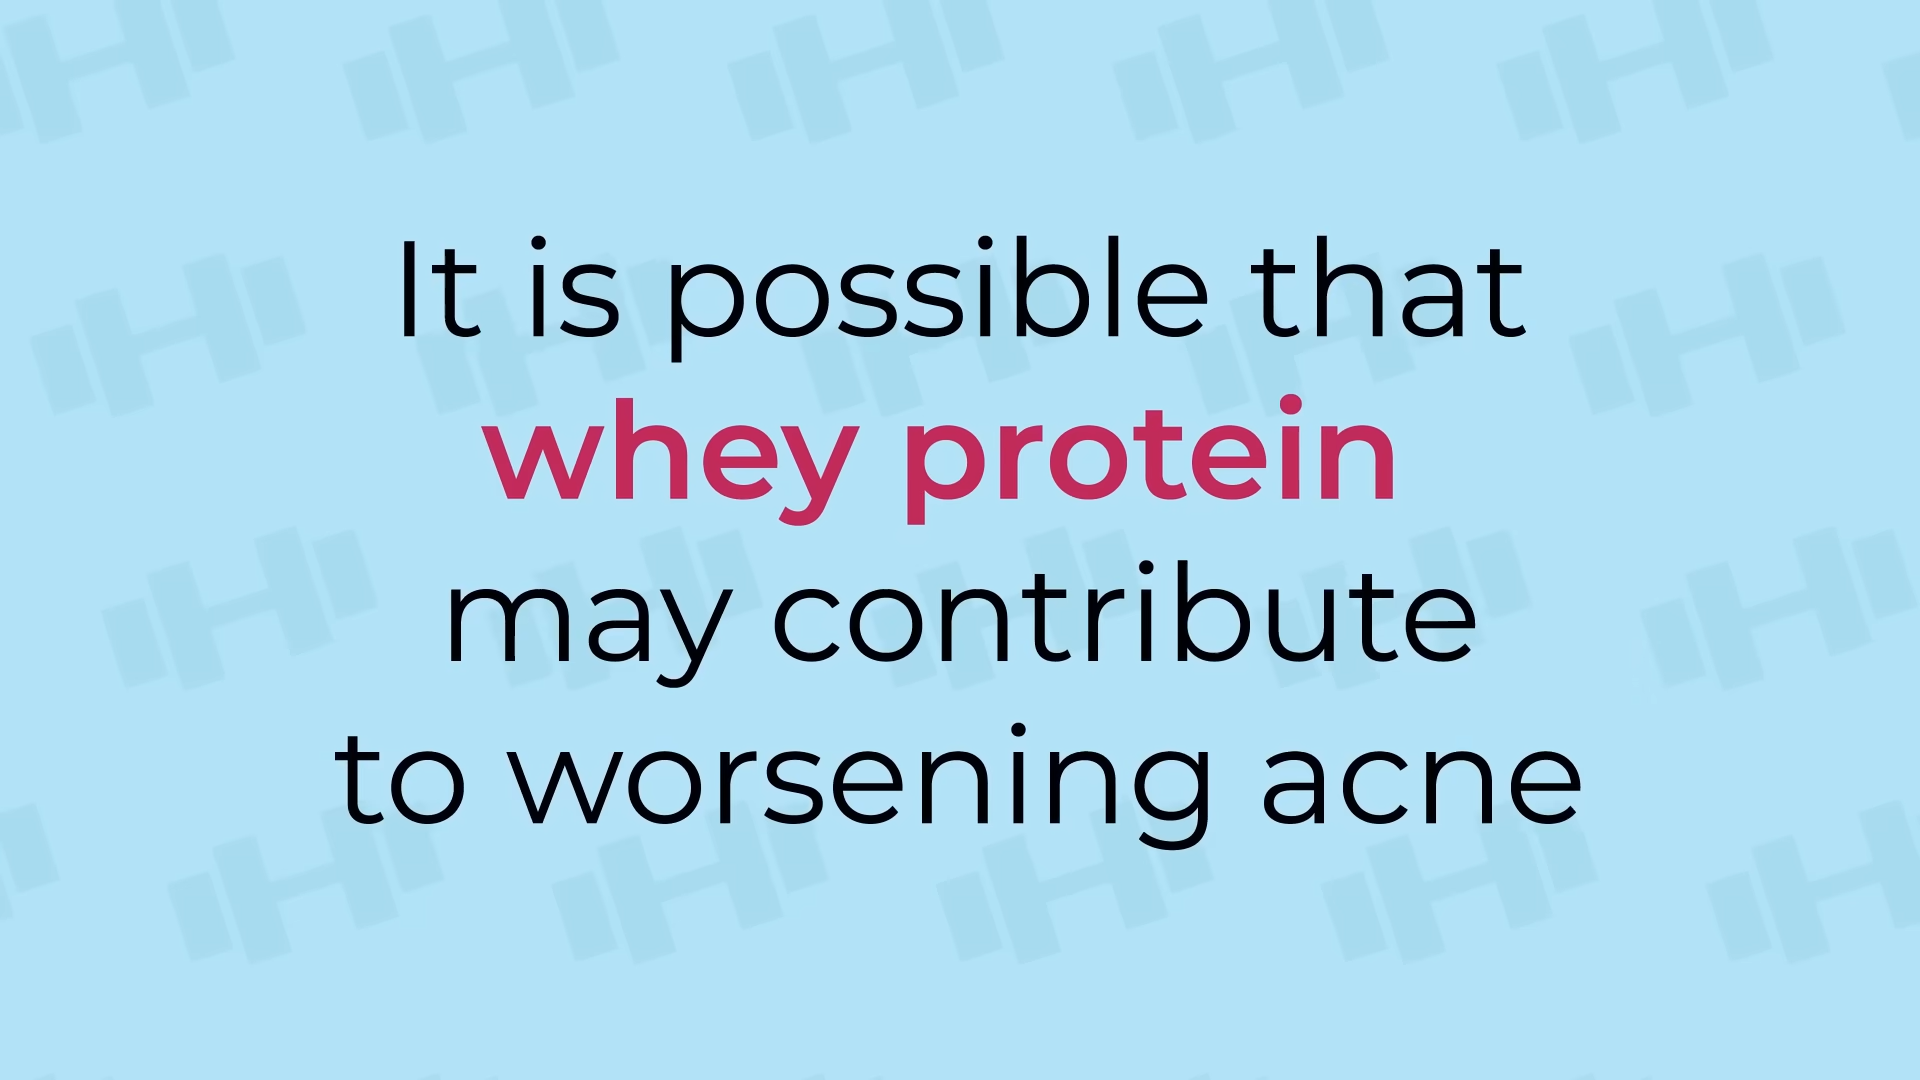 It is possible that
whey protein
may contribute
to worsening acne